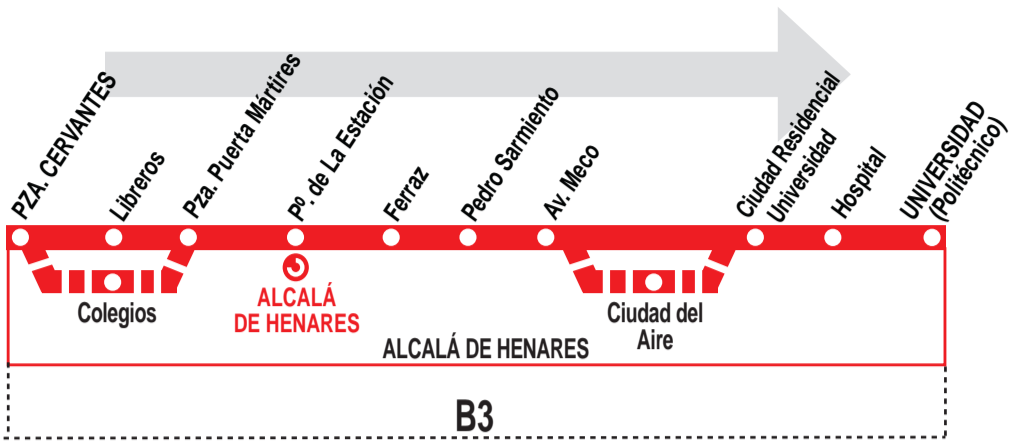 PZA. CERVANTES
Libreros
Pza. Puerta Mártires
Pº. de La Estación
Ferraz
Pedro Sarmiento
Av. Meco
Ciudad Residencial
Universidad
Hospital
UNIVERSIDAD
(Politécnico)
Colegios
ALCALÁ
DE HENARES
Ciudad del
Aire
ALCALÁ DE HENARES
B3